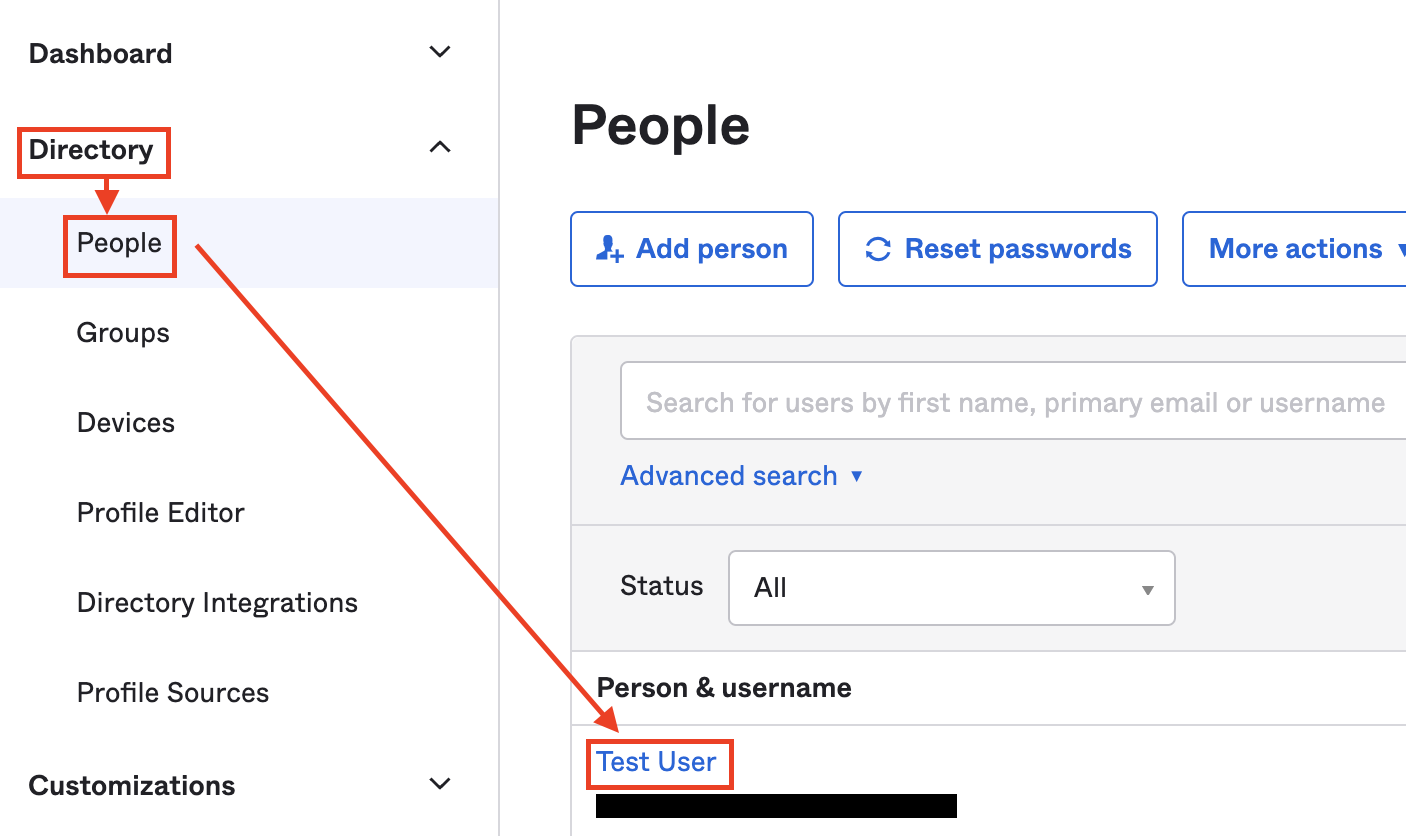 Dashboard
Directory
People
Groups
Devices
Profile Editor
Directory Integrations
Profile Sources
Customizations
People
Add person
Reset passwords
More actions
Search for users by first name, primary email or username
Advanced search
Status
All
Person & username
Test User